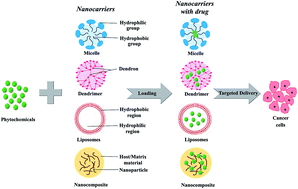 Nanocarriers
Nanocarriers
with drug
Hydrophilic
group
Hydrophobic
group
Micelle
Micelle
Dendron
Phytochemicals
Dendrimer
Loading
Dendrimer
Targeted Delivery
Cancer
cells
Hydrophobic
region
Hydrophilic
region
Liposomes
Liposomes
Host/Matrix
material
Nanoparticle
Nanocomposite
Nanocomposite